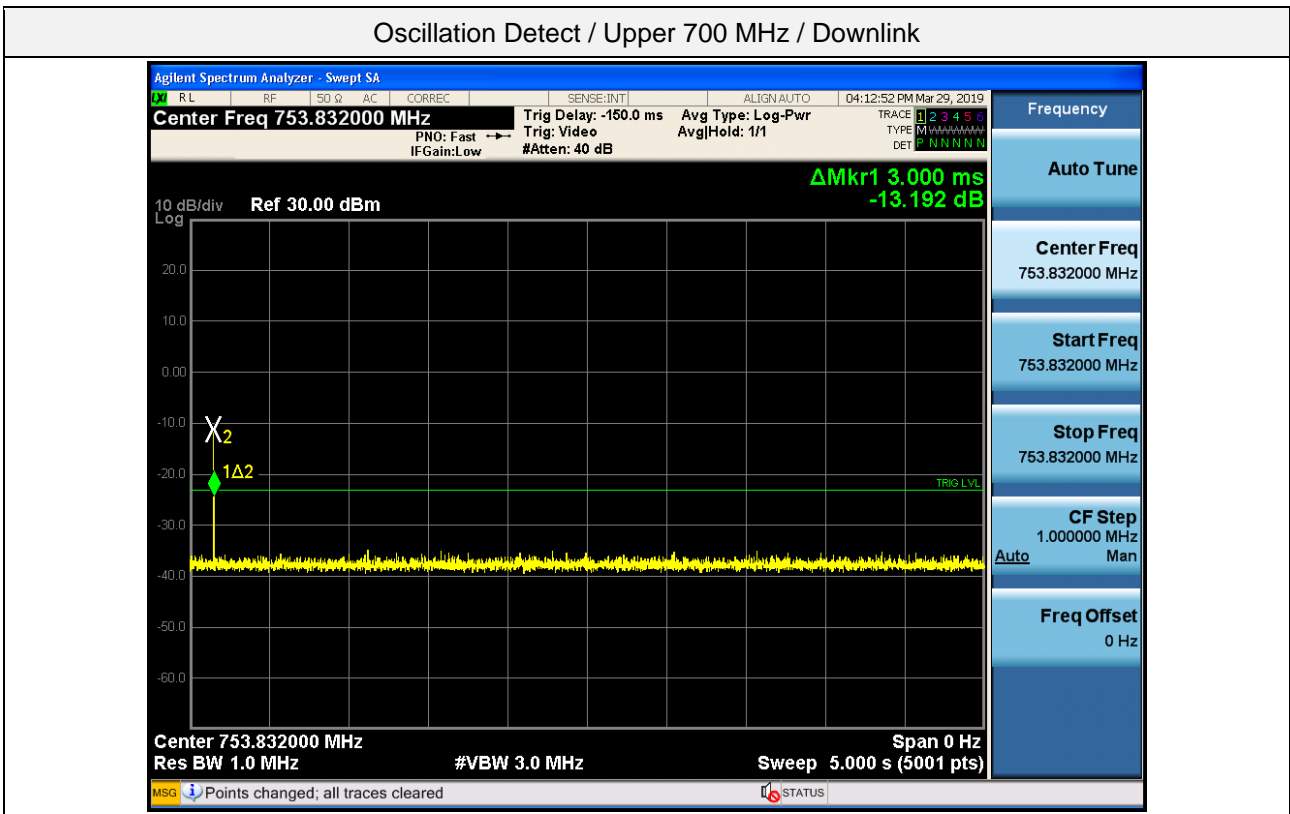 Oscillation Detect / Upper 700 MHz / Downlink
Agilent Spectrum Analyzer - Swept SA
LXI RL RF 50 Ω AC CORREC SENSE:INT ALIGN AUTO 04:12:52 PM Mar 29, 2019
Center Freq 753.832000 MHz
PNO: Fast
IFGain:Low
Trig Delay: -150.0 ms
Trig: Video
#Atten: 40 dB
Avg Type: Log-Pwr
Avg|Hold: 1/1
TRACE 1 2 3 4 5 6
TYPE M WWWWW
DET P N N N N N
ΔMkr1 3.000 ms
-13.192 dB
10 dB/div Ref 30.00 dBm
Log
20.0
10.0
0.00
-10.0
2
-20.0
1Δ2
TRIG LVL
-30.0
-40.0
-50.0
-60.0
Center 753.832000 MHz Span 0 Hz
Res BW 1.0 MHz #VBW 3.0 MHz Sweep 5.000 s (5001 pts)
MSG Points changed; all traces cleared STATUS
Frequency
Auto Tune
Center Freq
753.832000 MHz
Start Freq
753.832000 MHz
Stop Freq
753.832000 MHz
CF Step
1.000000 MHz
Auto Man
Freq Offset
0 Hz